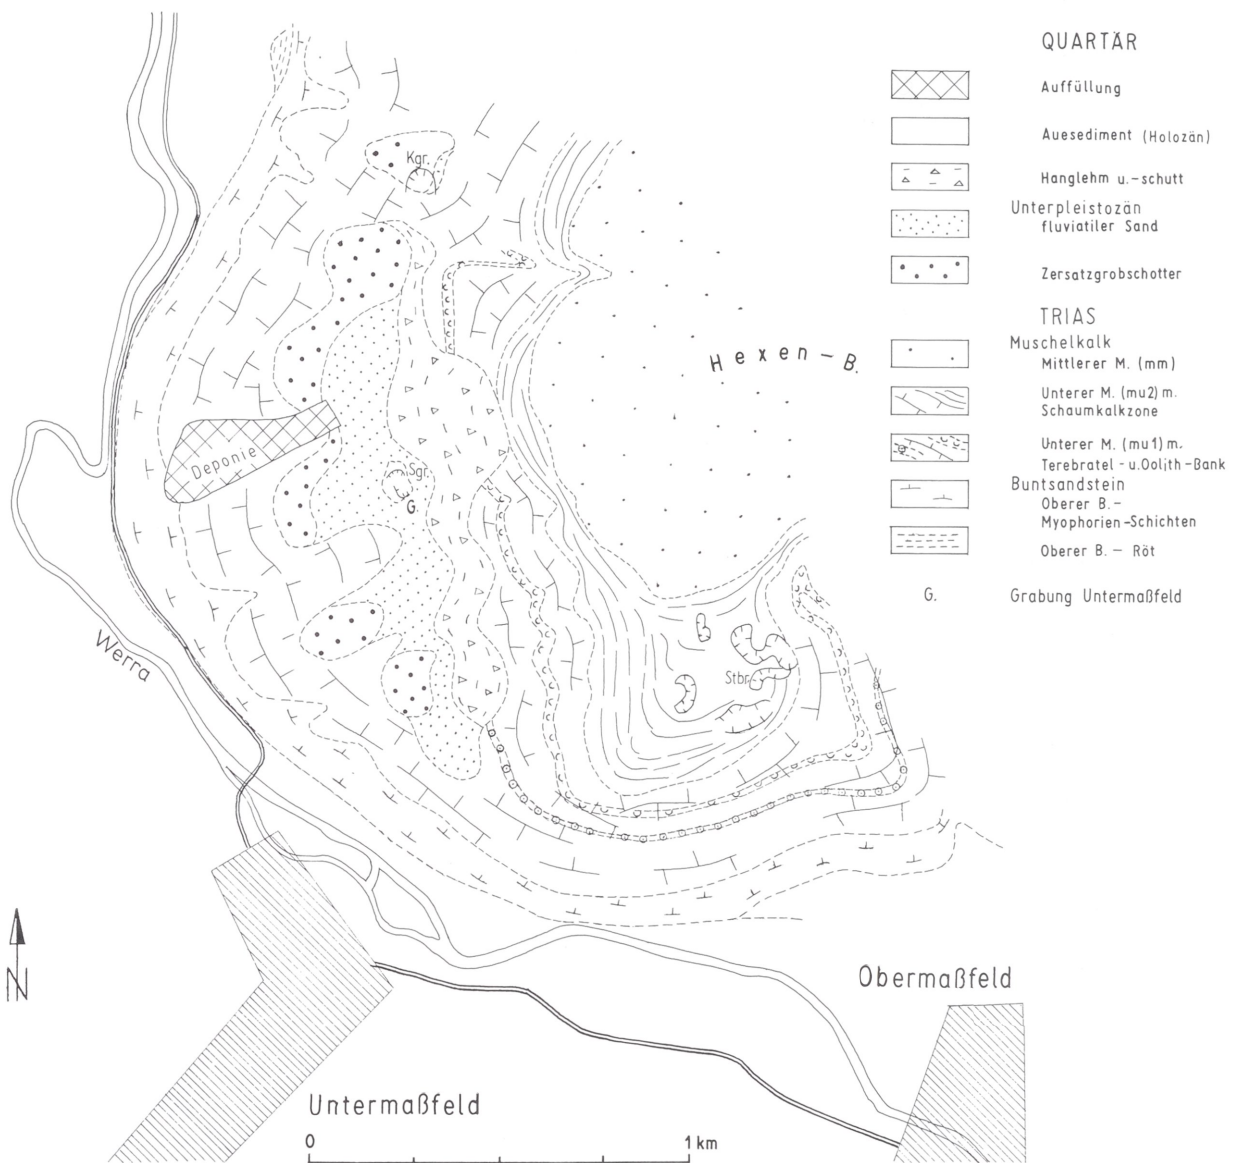 QUARTÄR
Auffüllung
Auesediment (Holozän)
Hanglehm u.-schutt
Unterpleistozän
fluviatiler Sand
Zersatzgrobschotter
TRIAS
Muschelkalk
Mittlerer M. (mm)
Unterer M. (mu2) m.
Schaumkalkzone
Unterer M. (mu1) m.
Terebratel-u.Oolith-Bank
Buntsandstein
Oberer B.-
Myophorien-Schichten
Oberer B. - Röt
G. Grabung Untermaßfeld
Kgr.
Hexen-B.
Deponie
Sgr.
G.
Werra
Stbr.
N
Obermaßfeld
Untermaßfeld
0 1 km